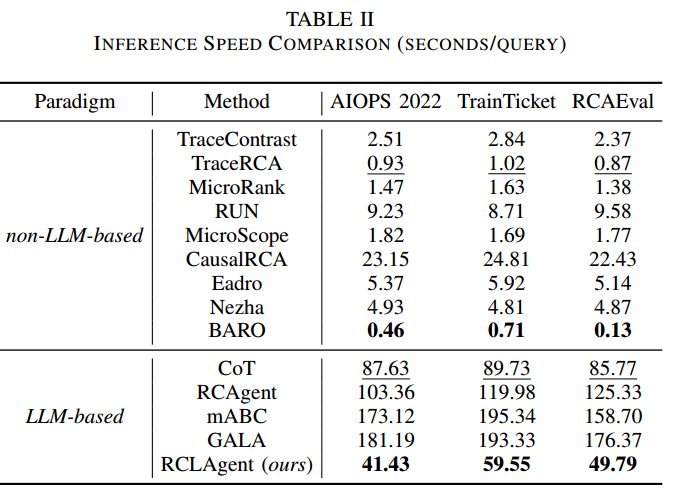 TABLE II
INFERENCE SPEED COMPARISON (SECONDS/QUERY)
Paradigm Method AIOPS 2022 TrainTicket RCAEval
TraceContrast 2.51 2.84 2.37
TraceRCA 0.93 1.02 0.87
MicroRank 1.47 1.63 1.38
RUN 9.23 8.71 9.58
non-LLM-based MicroScope 1.82 1.69 1.77
CausalRCA 23.15 24.81 22.43
Eadro 5.37 5.92 5.14
Nezha 4.93 4.81 4.87
BARO 0.46 0.71 0.13
CoT 87.63 89.73 85.77
RCAgent 103.36 119.98 125.33
LLM-based mABC 173.12 195.34 158.70
GALA 181.19 193.33 176.37
RCLAgent (ours) 41.43 59.55 49.79